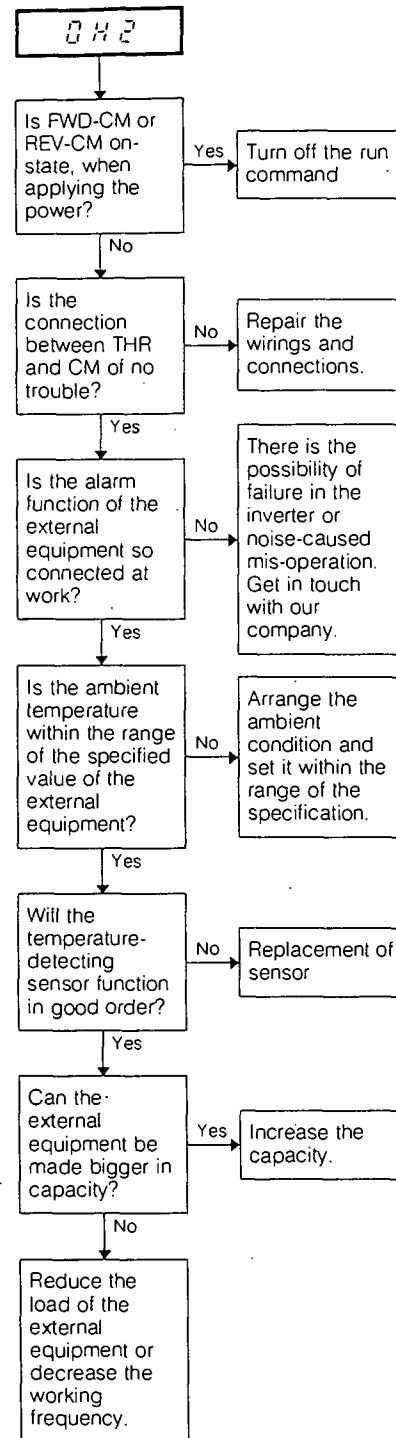 OH2
Is FWD-CM or
REV-CM on-
state, when
applying the
power?
Yes
Turn off the run
command
No
Is the
connection
between THR
and CM of no
trouble?
No
Repair the
wirings and
connections.
Yes
Is the alarm
function of the
external
equipment so
connected at
work?
No
There is the
possibility of
failure in the
inverter or
noise-caused
mis-operation.
Get in touch
with our
company.
Yes
Is the ambient
temperature
within the range
of the specified
value of the
external
equipment?
No
Arrange the
ambient
condition and
set it within the
range of the
specification.
Yes
Will the
temperature-
detecting
sensor function
in good order?
No
Replacement of
sensor
Yes
Can the
external
equipment be
made bigger in
capacity?
Yes
Increase the
capacity.
No
Reduce the
load of the
external
equipment or
decrease the
working
frequency.